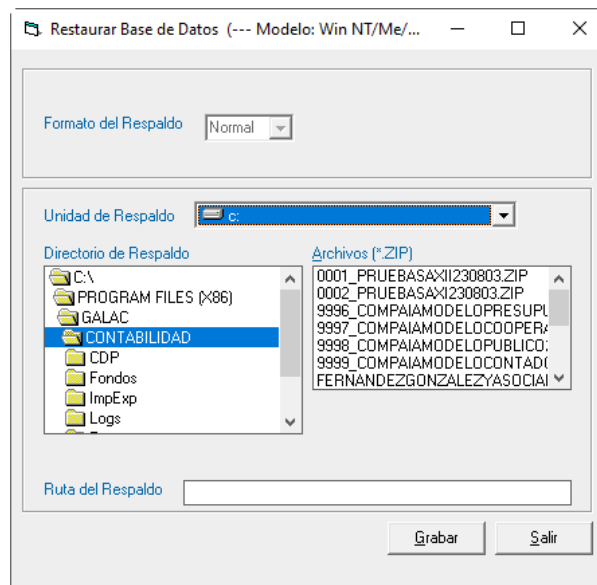 Restaurar Base de Datos (--- Modelo: Win NT/Me/...
Formato del Respaldo
Normal
Unidad de Respaldo
c:
Directorio de Respaldo
Archivos (*.ZIP)
C:\
PROGRAM FILES (X86)
GALAC
CONTABILIDAD
CDP
Fondos
ImpExp
Logs
0001_PRUEBASAXII230803.ZIP
0002_PRUEBASAXI230803.ZIP
9996_COMPAIAMODELOPRESUPU
9997_COMPAIAMODELOCOOPERA
9998_COMPAIAMODELOPUBLICO
9999_COMPAIAMODELOCONTADO
FERNANDEZGONZALEZYASOCIA
Ruta del Respaldo
Grabar
Salir